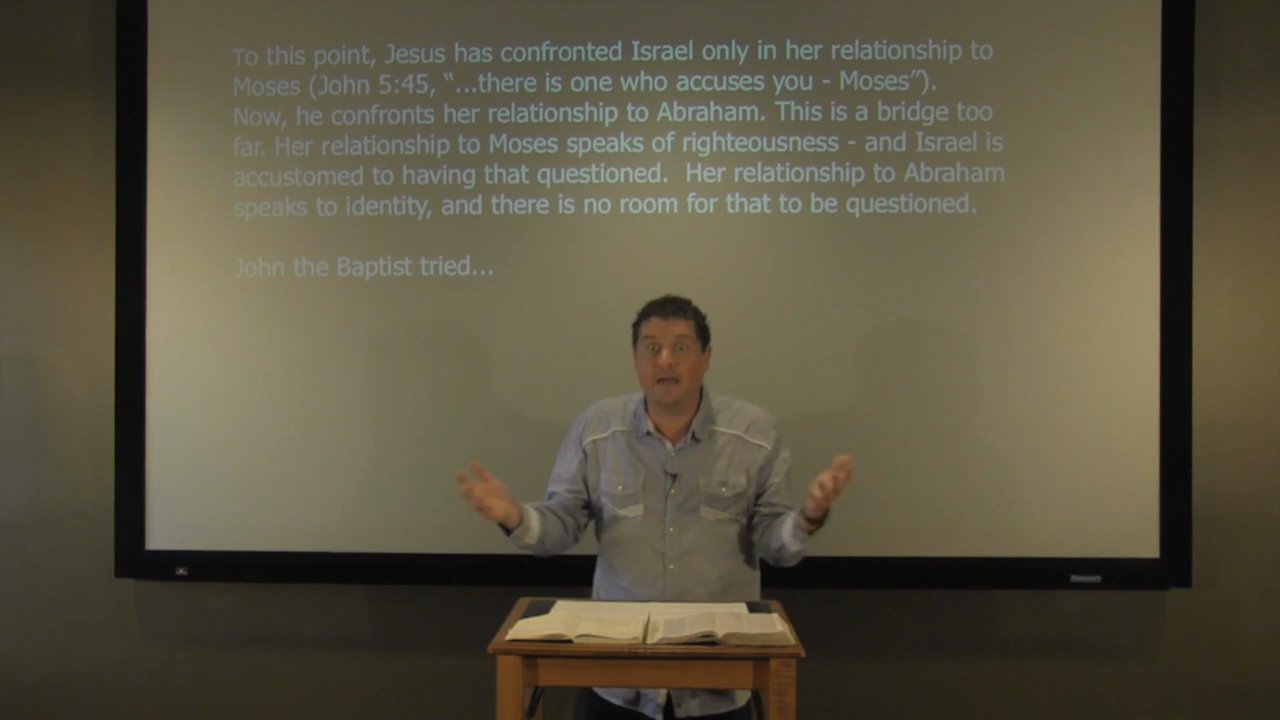 To this point, Jesus has confronted Israel only in her relationship to
Moses (John 5:45, “...there is one who accuses you - Moses”).
Now, he confronts her relationship to Abraham. This is a bridge too
far. Her relationship to Moses speaks of righteousness - and Israel is
accustomed to having that questioned.  Her relationship to Abraham
speaks to identity, and there is no room for that to be questioned.
John the Baptist tried...